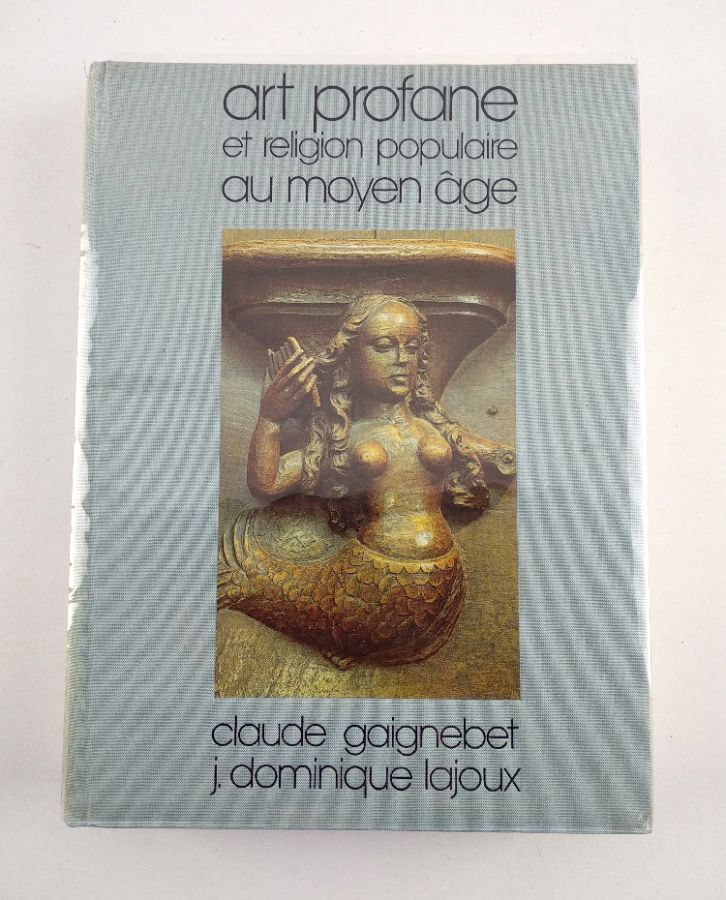 art profane
et religion populaire
au moyen âge
claude gaignebet
j. dominique lajoux